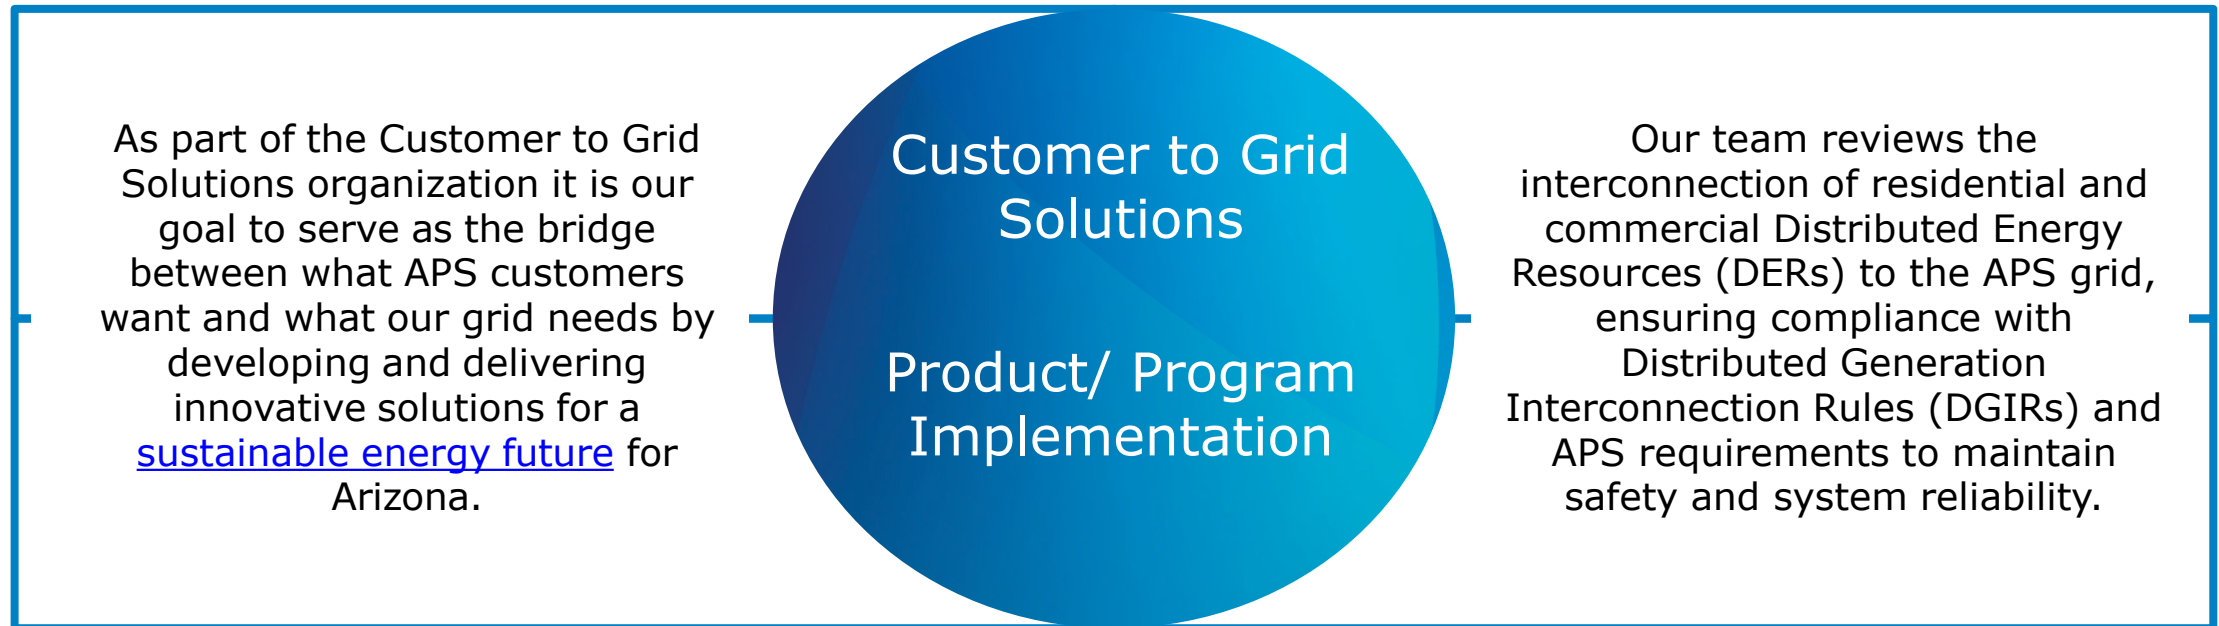 As part of the Customer to Grid
Solutions organization it is our
goal to serve as the bridge
between what APS customers
want and what our grid needs by
developing and delivering
innovative solutions for a
sustainable energy future for
Arizona.
Customer to Grid
Solutions
Product/ Program
Implementation
Our team reviews the
interconnection of residential and
commercial Distributed Energy
Resources (DERs) to the APS grid,
ensuring compliance with
Distributed Generation
Interconnection Rules (DGIRs) and
APS requirements to maintain
safety and system reliability.